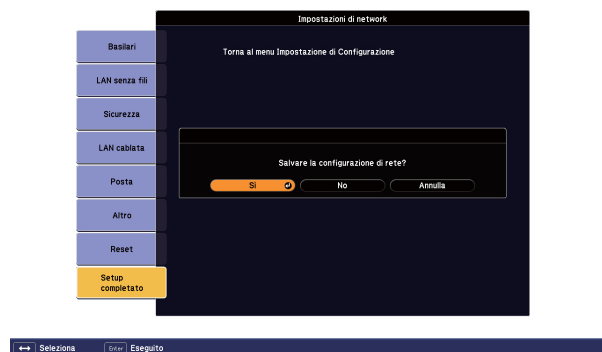 Impostazioni di network
Basilari
Torna al menu Impostazione di Configurazione
LAN senza fili
Sicurezza
LAN cablata
Salvare la configurazione di rete?
Posta
Sì No Annulla
Altro
Reset
Setup
completato
Seleziona Enter Eseguito